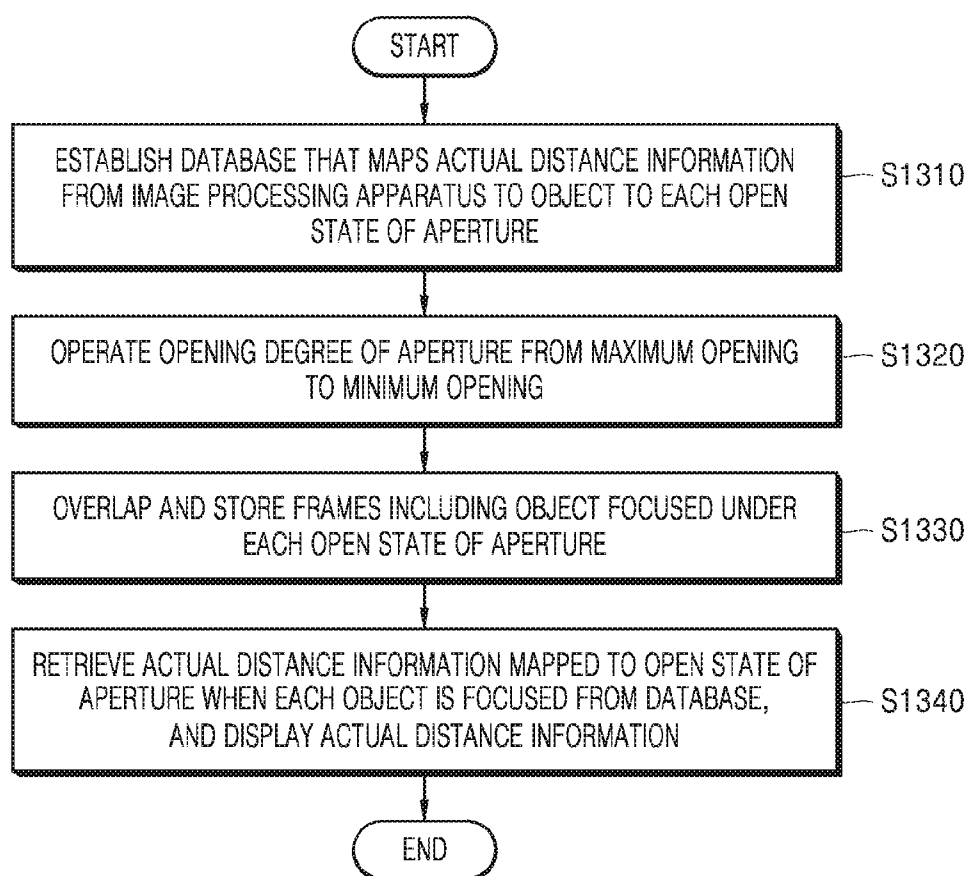 START
ESTABLISH DATABASE THAT MAPS ACTUAL DISTANCE INFORMATION
FROM IMAGE PROCESSING APPARATUS TO OBJECT TO EACH OPEN
STATE OF APERTURE
S1310
OPERATE OPENING DEGREE OF APERTURE FROM MAXIMUM OPENING
TO MINIMUM OPENING
S1320
OVERLAP AND STORE FRAMES INCLUDING OBJECT FOCUSED UNDER
EACH OPEN STATE OF APERTURE
S1330
RETRIEVE ACTUAL DISTANCE INFORMATION MAPPED TO OPEN STATE OF
APERTURE WHEN EACH OBJECT IS FOCUSED FROM DATABASE,
AND DISPLAY ACTUAL DISTANCE INFORMATION
S1340
END